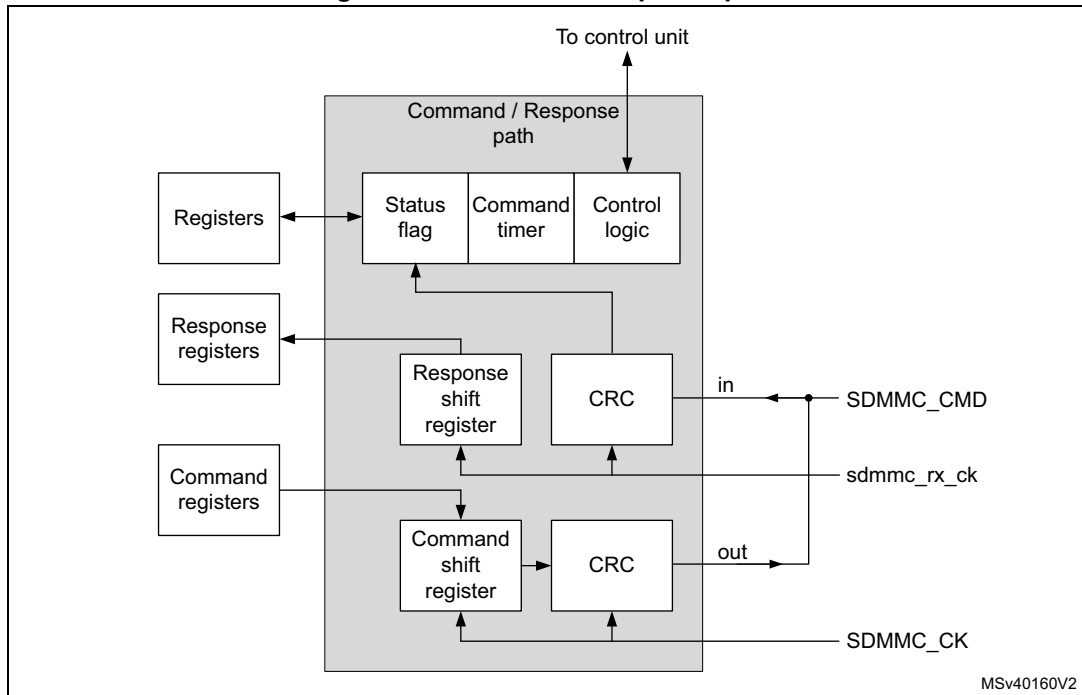 To control unit
Command / Response
path
Registers
Status
flag
Command
timer
Control
logic
Response
registers
Response
shift
register
CRC
in
SDMMC_CMD
sdmmc_rx_ck
Command
registers
Command
shift
register
CRC
out
SDMMC_CK
MSv40160V2